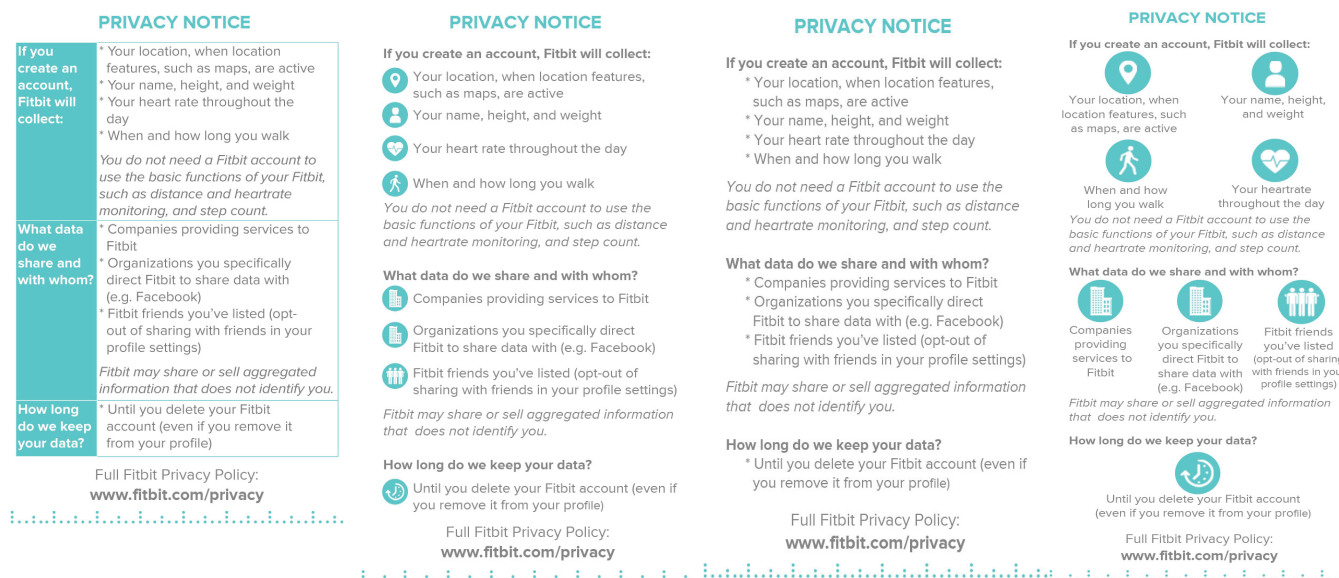 PRIVACY NOTICE
If you
create an
account,
Fitbit will
collect:
* Your location, when location
features, such as maps, are active
* Your name, height, and weight
* Your heart rate throughout the
day
* When and how long you walk
You do not need a Fitbit account to
use the basic functions of your Fitbit,
such as distance and heartrate
monitoring, and step count.
What data
do we
share and
with whom?
* Companies providing services to
Fitbit
* Organizations you specifically
direct Fitbit to share data with
(e.g. Facebook)
* Fitbit friends you've listed (opt-
out of sharing with friends in your
profile settings)
Fitbit may share or sell aggregated
information that does not identify you.
How long
do we keep
your data?
* Until you delete your Fitbit
account (even if you remove it
from your profile)
Full Fitbit Privacy Policy:
www.fitbit.com/privacy
PRIVACY NOTICE
If you create an account, Fitbit will collect:
Your location, when location features,
such as maps, are active
Your name, height, and weight
Your heart rate throughout the day
When and how long you walk
You do not need a Fitbit account to use the
basic functions of your Fitbit, such as distance
and heartrate monitoring, and step count.
What data do we share and with whom?
Companies providing services to Fitbit
Organizations you specifically direct
Fitbit to share data with (e.g. Facebook)
Fitbit friends you've listed (opt-out of
sharing with friends in your profile settings)
Fitbit may share or sell aggregated information
that does not identify you.
How long do we keep your data?
Until you delete your Fitbit account (even if
you remove it from your profile)
Full Fitbit Privacy Policy:
www.fitbit.com/privacy
PRIVACY NOTICE
If you create an account, Fitbit will collect:
* Your location, when location features,
such as maps, are active
* Your name, height, and weight
* Your heart rate throughout the day
* When and how long you walk
You do not need a Fitbit account to use the
basic functions of your Fitbit, such as distance
and heartrate monitoring, and step count.
What data do we share and with whom?
* Companies providing services to Fitbit
* Organizations you specifically direct
Fitbit to share data with (e.g. Facebook)
* Fitbit friends you've listed (opt-out of
sharing with friends in your profile settings)
Fitbit may share or sell aggregated information
that does not identify you.
How long do we keep your data?
* Until you delete your Fitbit account (even if
you remove it from your profile)
Full Fitbit Privacy Policy:
www.fitbit.com/privacy
PRIVACY NOTICE
If you create an account, Fitbit will collect:
Your location, when
location features, such
as maps, are active
Your name, height,
and weight
When and how
long you walk
Your heartrate
throughout the day
You do not need a Fitbit account to use the
basic functions of your Fitbit, such as distance
and heartrate monitoring, and step count.
What data do we share and with whom?
Companies
providing
services to
Fitbit
Organizations
you specifically
direct Fitbit to
share data with
(e.g. Facebook)
Fitbit friends
you've listed
(opt-out of sharing
with friends in you
profile settings)
Fitbit may share or sell aggregated information
that does not identify you.
How long do we keep your data?
Until you delete your Fitbit account
(even if you remove it from your profile)
Full Fitbit Privacy Policy:
www.fitbit.com/privacy